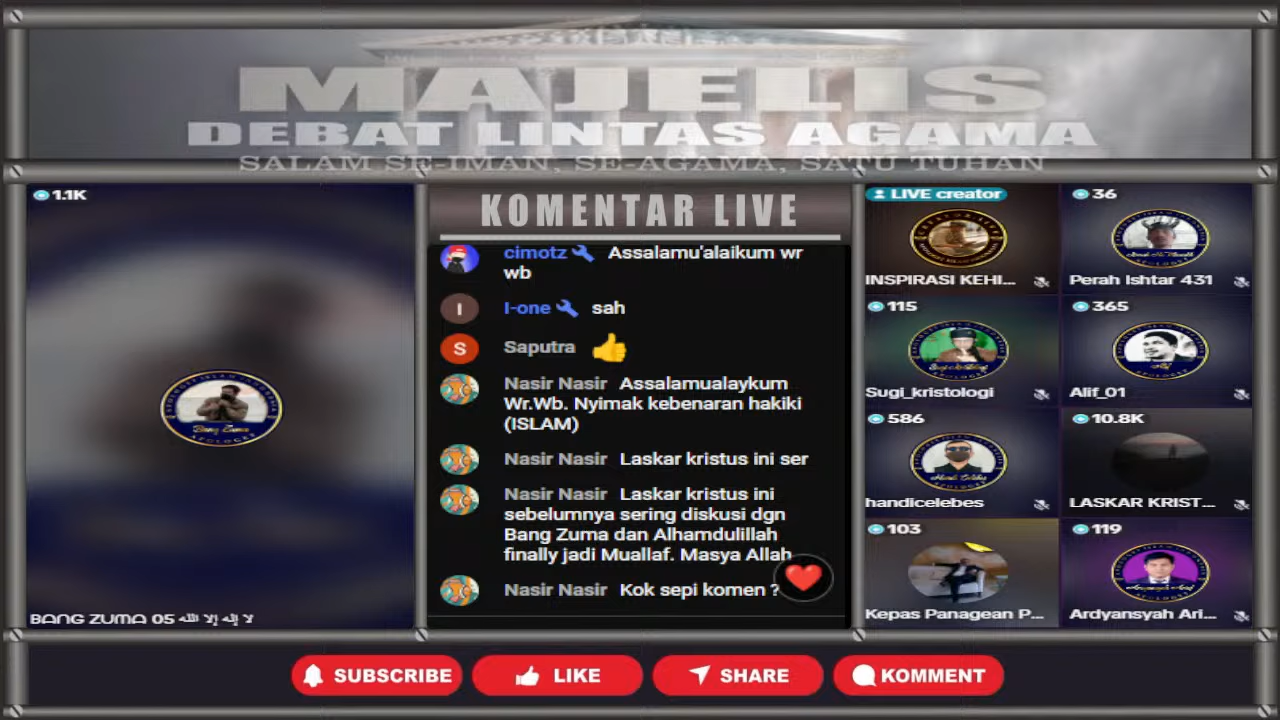 MAJELIS
DEBAT LINTAS AGAMA
SALAM SE-IMAN, SE-AGAMA, SATU TUHAN
1.1K
BANG ZUMA 05 لا إله إلا الله
KOMENTAR LIVE
cimotz Assalamu'alaikum wr
wb
I
I-one sah
S
Saputra 👍
Nasir Nasir Assalamualaykum
Wr.Wb. Nyimak kebenaran hakiki
(ISLAM)
Nasir Nasir Laskar kristus ini ser
Nasir Nasir Laskar kristus ini
sebelumnya sering diskusi dgn
Bang Zuma dan Alhamdulillah
finally jadi Muallaf. Masya Allah
Nasir Nasir Kok sepi komen ?
LIVE creator
INSPIRASI KEHI...
36
Perah Ishtar 431
115
Sugi_kristologi
365
Alif_01
586
handicelebes
10.8K
LASKAR KRIST...
103
Kepas Panagean P...
119
Ardyansyah Ari...
SUBSCRIBE
LIKE
SHARE
KOMMENT